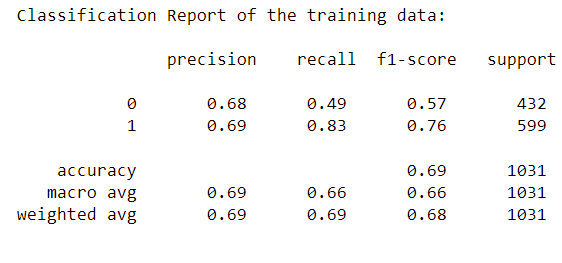 Classification Report of the training data:
precision recall f1-score support
0 0.68 0.49 0.57 432
1 0.69 0.83 0.76 599
accuracy 0.69 1031
macro avg 0.69 0.66 0.66 1031
weighted avg 0.69 0.69 0.68 1031